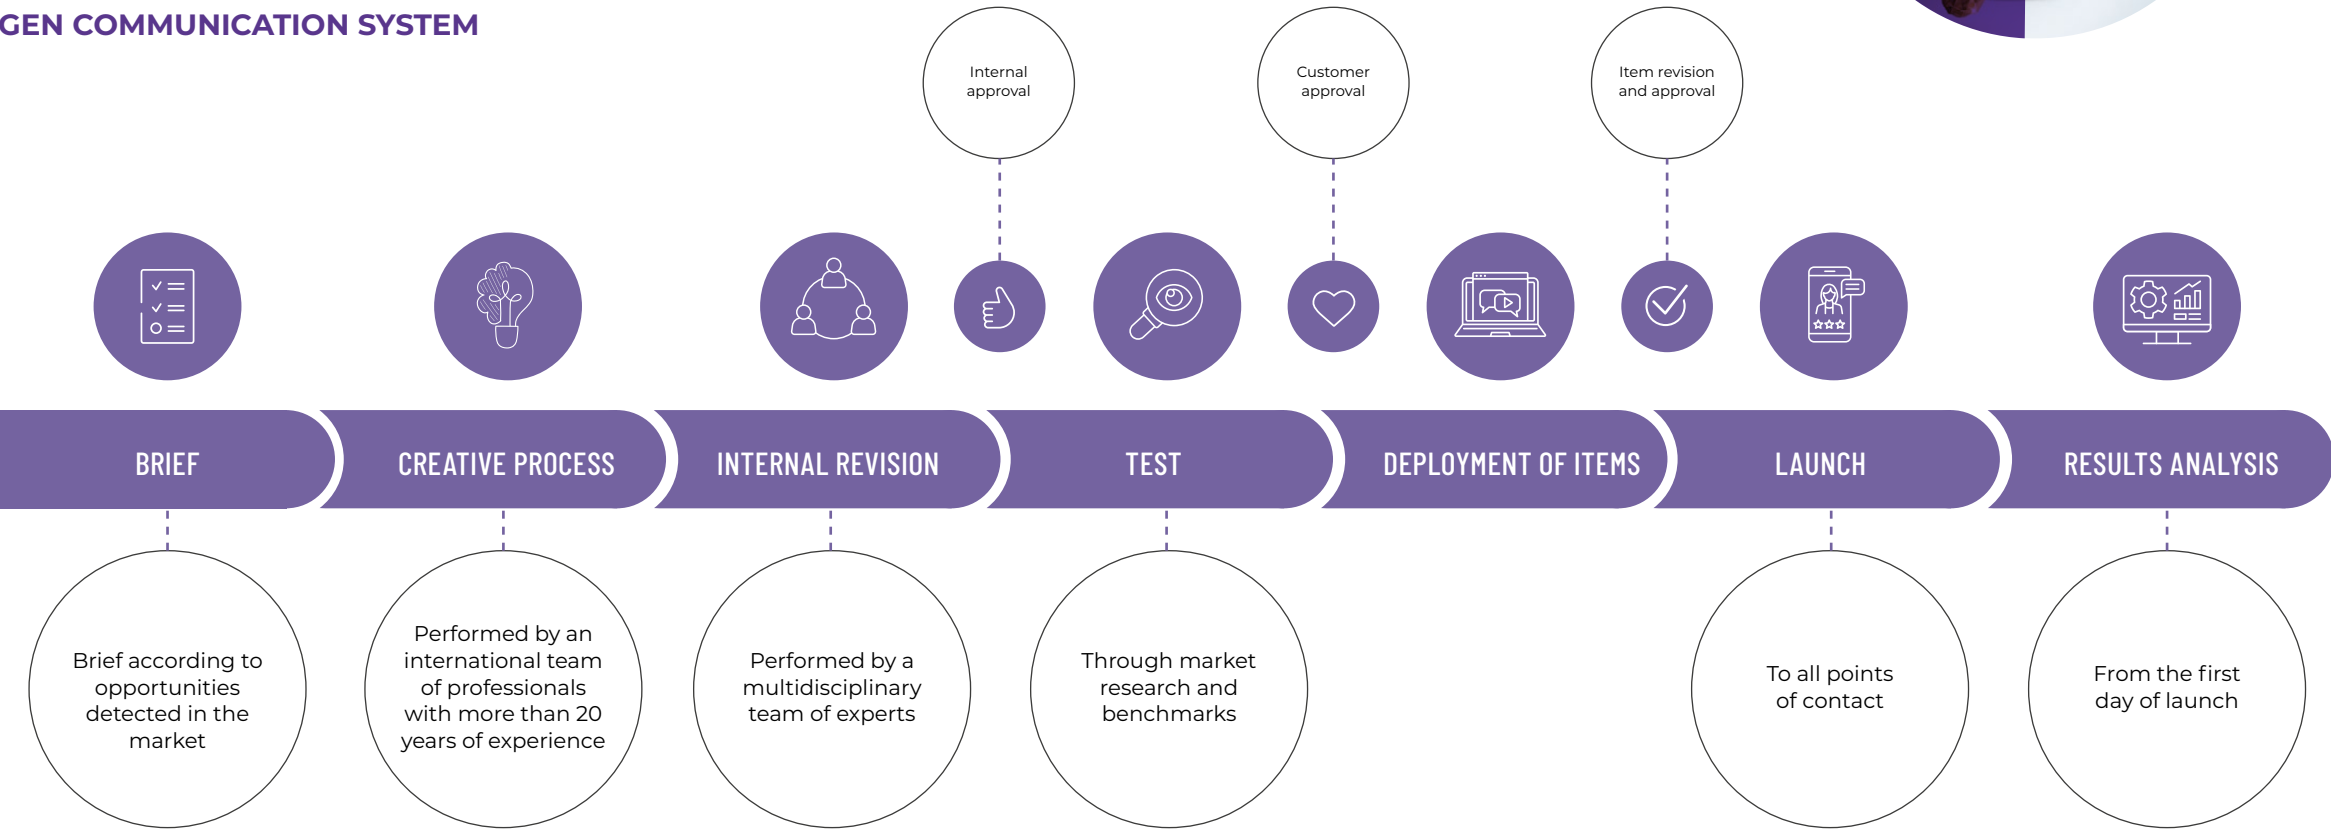 GEN COMMUNICATION SYSTEM
Internal
approval
Customer
approval
Item revision
and approval
BRIEF
CREATIVE PROCESS
INTERNAL REVISION
TEST
DEPLOYMENT OF ITEMS
LAUNCH
RESULTS ANALYSIS
Brief according to
opportunities
detected in the
market
Performed by an
international team
of professionals
with more than 20
years of experience
Performed by a
multidisciplinary
team of experts
Through market
research and
benchmarks
To all points
of contact
From the first
day of launch